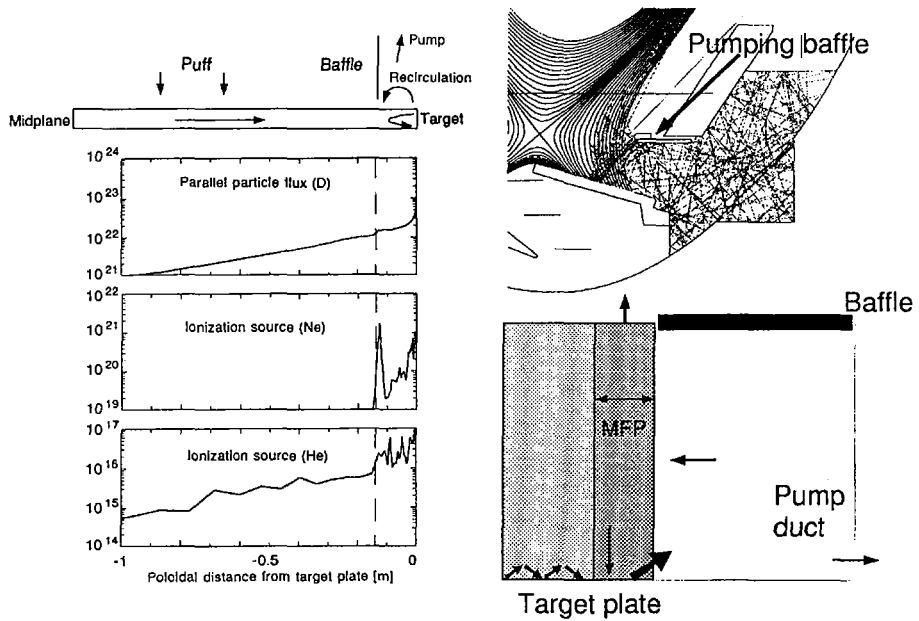 Pump
Puff
Baffle
Recirculation
Midplane
Target
10^24
Parallel particle flux (D)
10^23
10^22
10^21
10^22
Ionization source (Ne)
10^21
10^20
10^19
10^17
Ionization source (He)
10^16
10^15
10^14
-1
-0.5
0
Poloidal distance from target plate [m]
Pumping baffle
Baffle
MFP
Pump
duct
Target plate